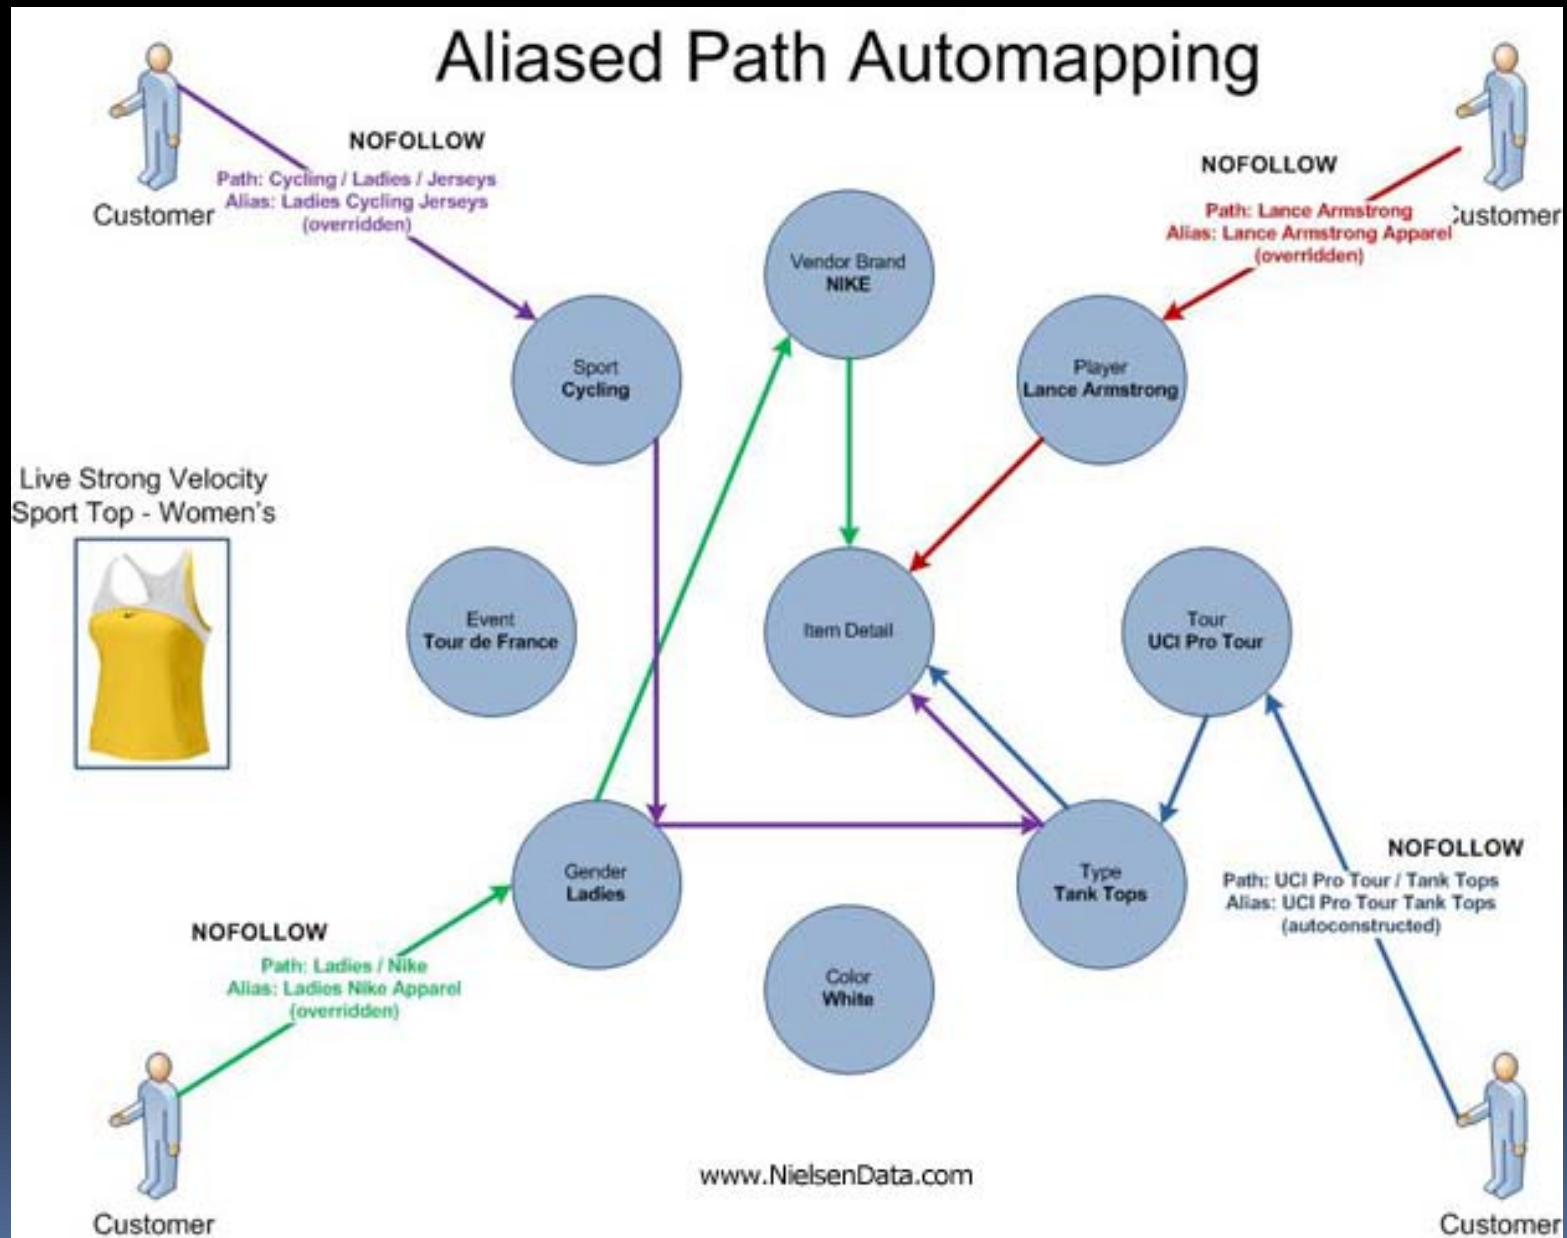 Aliased Path Automapping
NOFOLLOW
Path: Cycling / Ladies / Jerseys
Alias: Ladies Cycling Jerseys
(overridden)
Customer
NOFOLLOW
Path: Lance Armstrong
Alias: Lance Armstrong Apparel
(overridden)
Customer
Vendor Brand
NIKE
Sport
Cycling
Player
Lance Armstrong
Live Strong Velocity
Sport Top - Women's
Event
Tour de France
Item Detail
Tour
UCI Pro Tour
Gender
Ladies
Type
Tank Tops
NOFOLLOW
Path: UCI Pro Tour / Tank Tops
Alias: UCI Pro Tour Tank Tops
(autoconstructed)
NOFOLLOW
Path: Ladies / Nike
Alias: Ladies Nike Apparel
(overridden)
Color
White
www.NielsenData.com
Customer
Customer